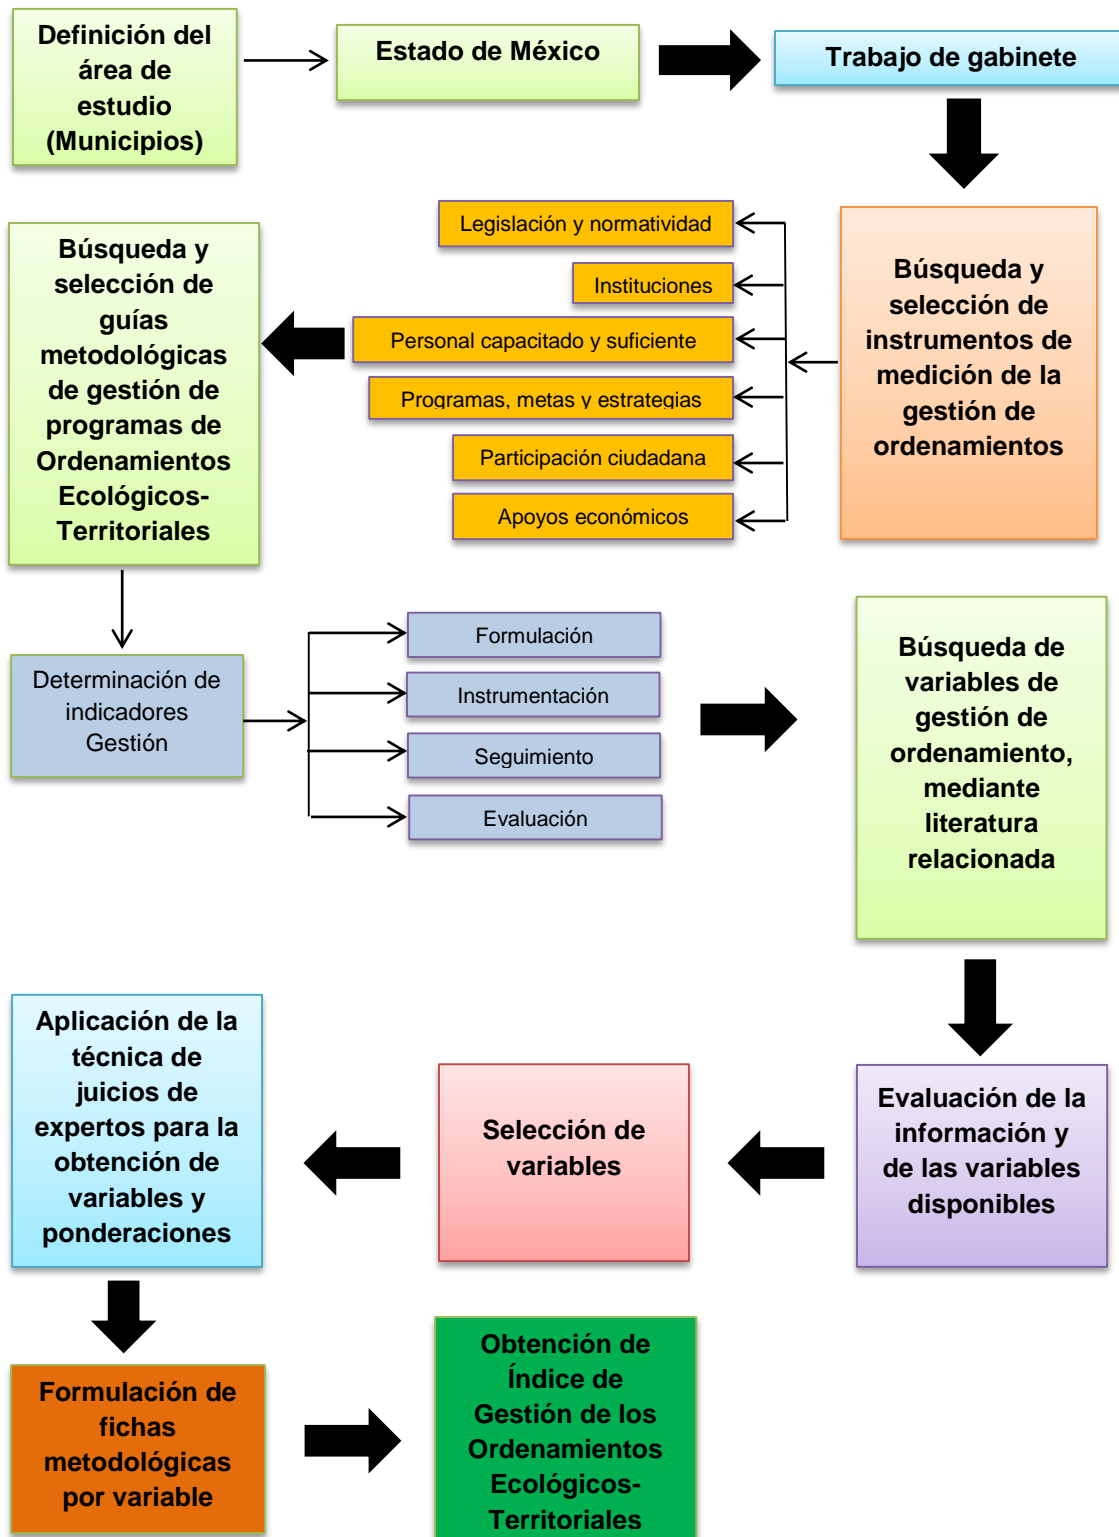 Definición del
área de
estudio
(Municipios)
Estado de México
Trabajo de gabinete
Búsqueda y
selección de
instrumentos de
medición de la
gestión de
ordenamientos
Legislación y normatividad
Instituciones
Personal capacitado y suficiente
Programas, metas y estrategias
Participación ciudadana
Apoyos económicos
Búsqueda y
selección de
guías
metodológicas
de gestión de
programas de
Ordenamientos
Ecológicos-
Territoriales
Determinación de
indicadores
Gestión
Formulación
Instrumentación
Seguimiento
Evaluación
Búsqueda de
variables de
gestión de
ordenamiento,
mediante
literatura
relacionada
Evaluación de la
información y
de las variables
disponibles
Selección de
variables
Aplicación de la
técnica de
juicios de
expertos para la
obtención de
variables y
ponderaciones
Formulación de
fichas
metodológicas
por variable
Obtención de
Índice de
Gestión de los
Ordenamientos
Ecológicos-
Territoriales